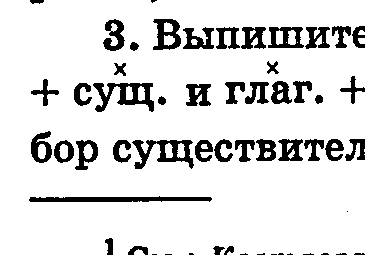 3. Выпишите
+ сущ. и глаг. +
бор существител